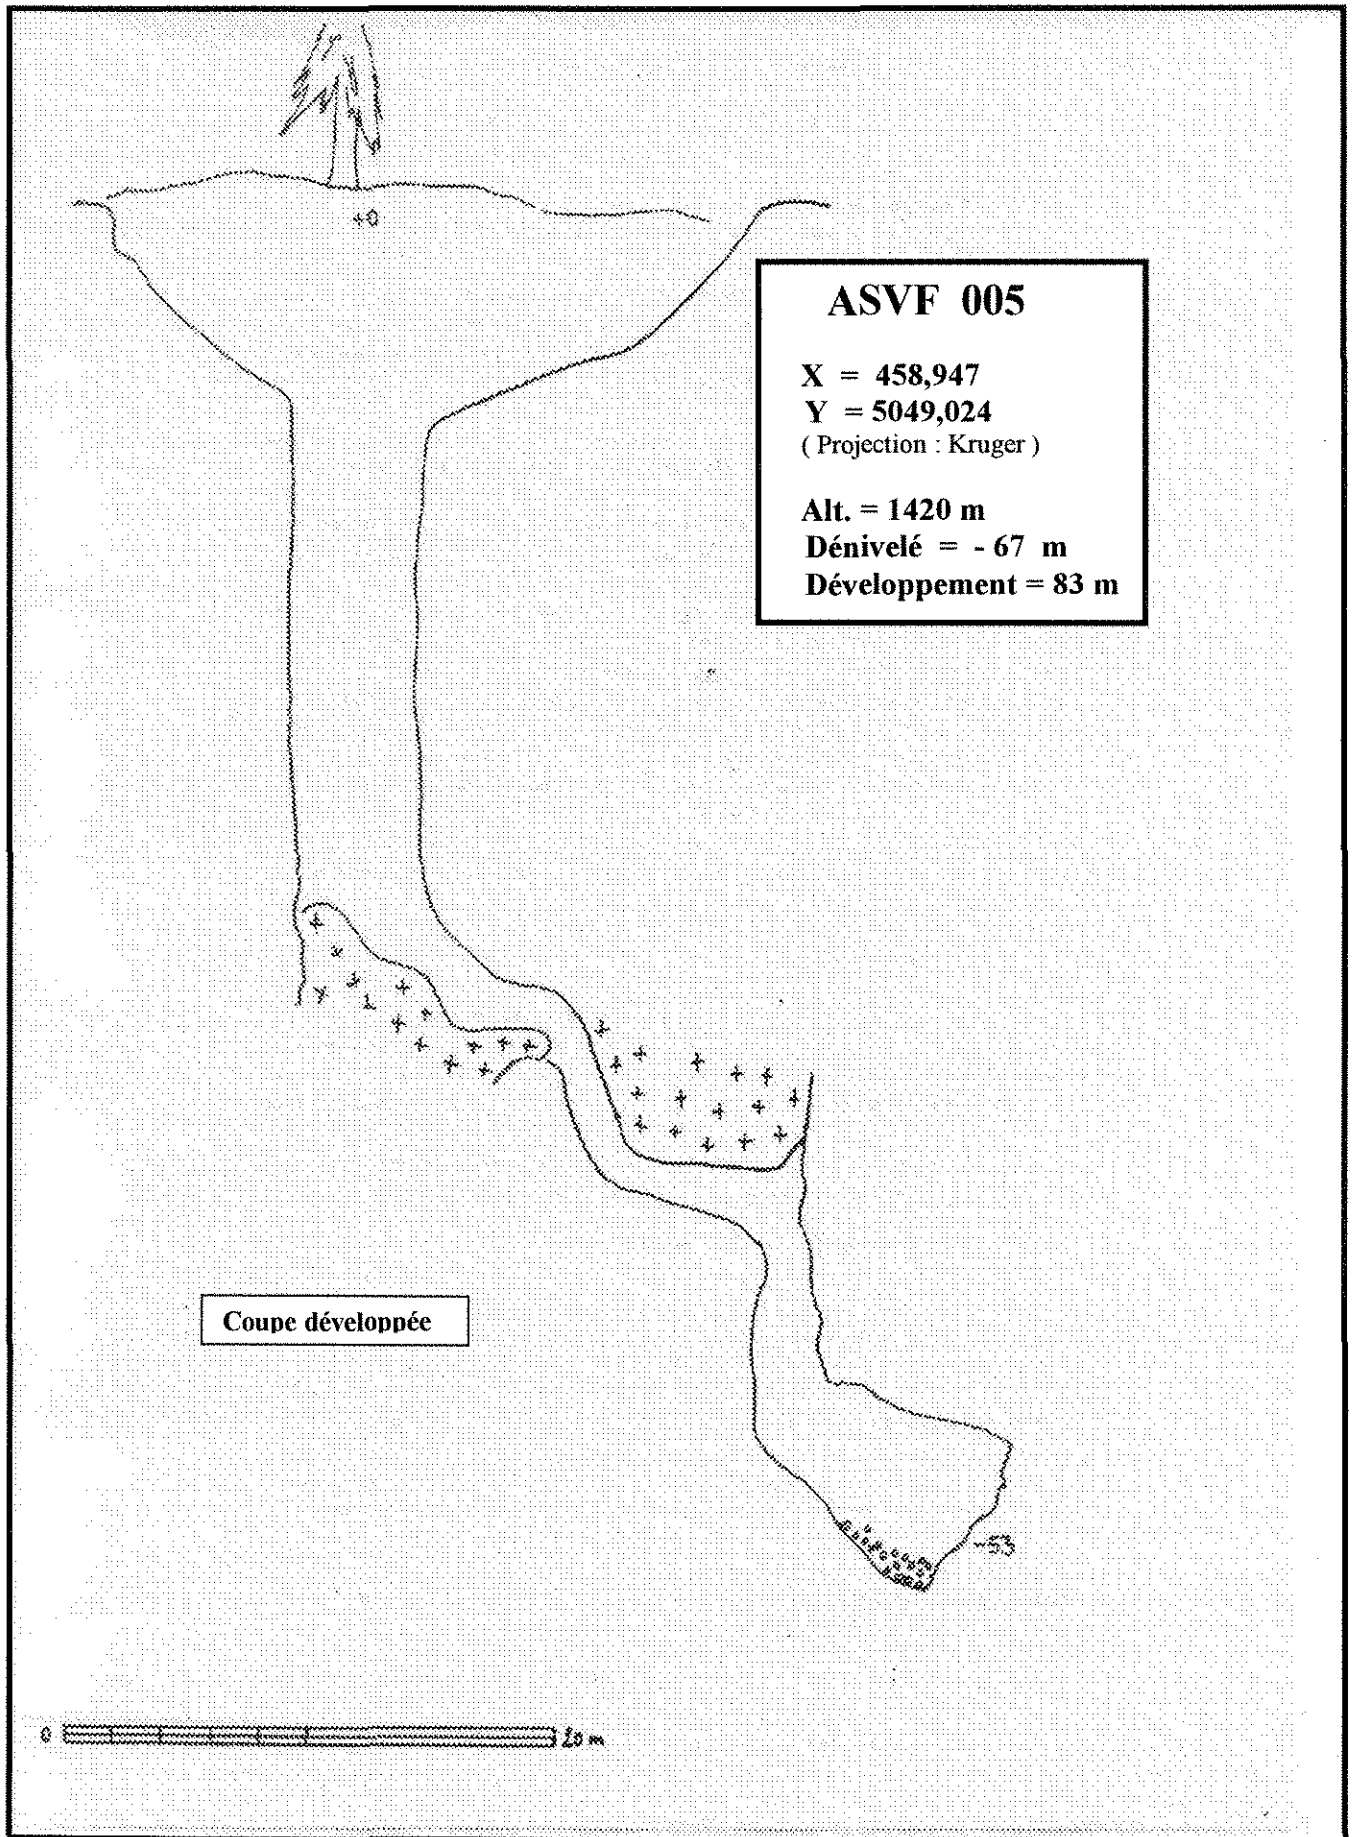 +0
ASVF 005
X = 458,947
Y = 5049,024
( Projection : Kruger )
Alt. = 1420 m
Dénivelé = - 67 m
Développement = 83 m
Coupe développée
-53
0 20 m